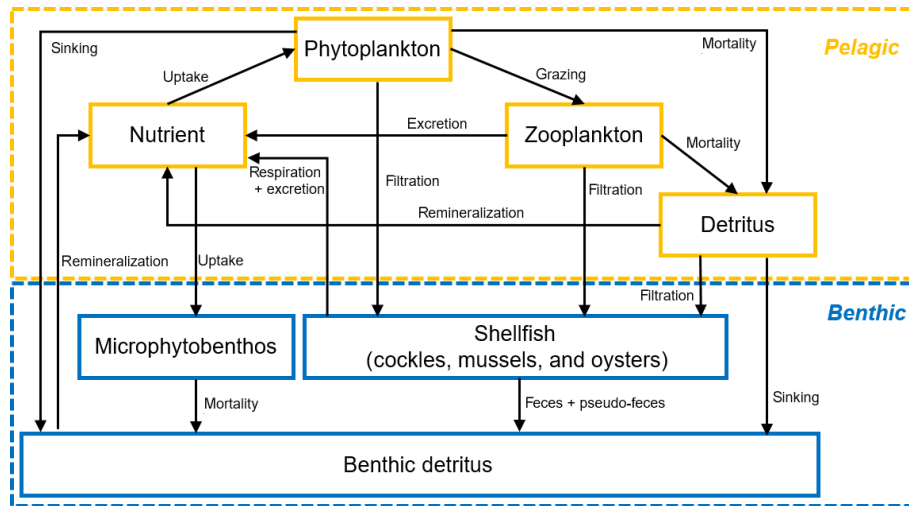 Phytoplankton
Pelagic
Sinking
Mortality
Uptake
Grazing
Nutrient
Excretion
Zooplankton
Mortality
Respiration
+ excretion
Filtration
Filtration
Remineralization
Detritus
Remineralization
Uptake
Filtration
Benthic
Microphytobenthos
Shellfish
(cockles, mussels, and oysters)
Mortality
Feces + pseudo-feces
Sinking
Benthic detritus